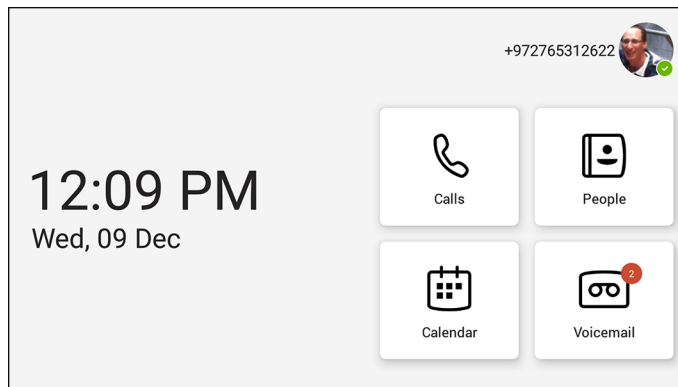 +972765312622
12:09 PM
Wed, 09 Dec
Calls
People
Calendar
2
Voicemail